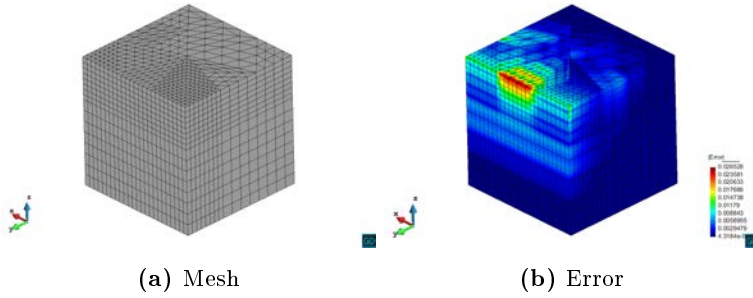 z
x
y
z
x
y
|Error|
0.026528
0.023581
0.020633
0.017686
0.014738
0.01179
0.008843
0.0058955
0.0029479
(a) Mesh
(b) Error